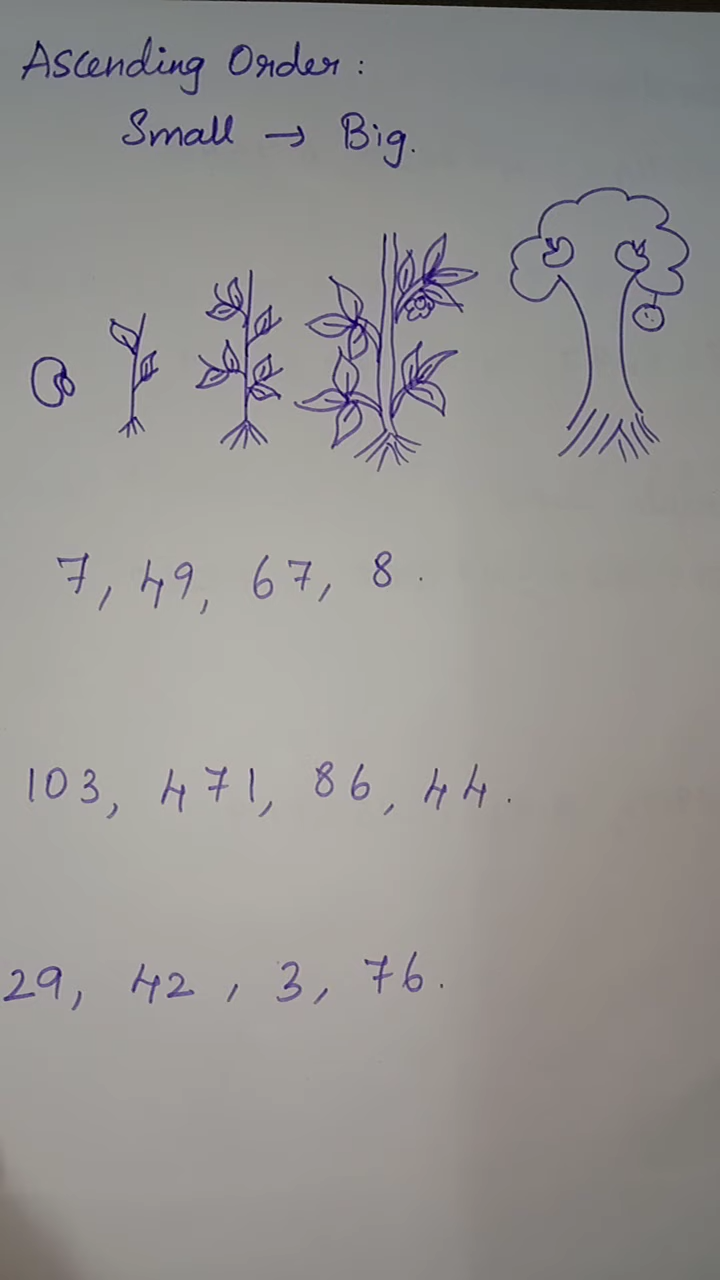 Ascending Order:
Small → Big.
7, 49, 67, 8.
103, 471, 86, 44.
29, 42, 3, 76.